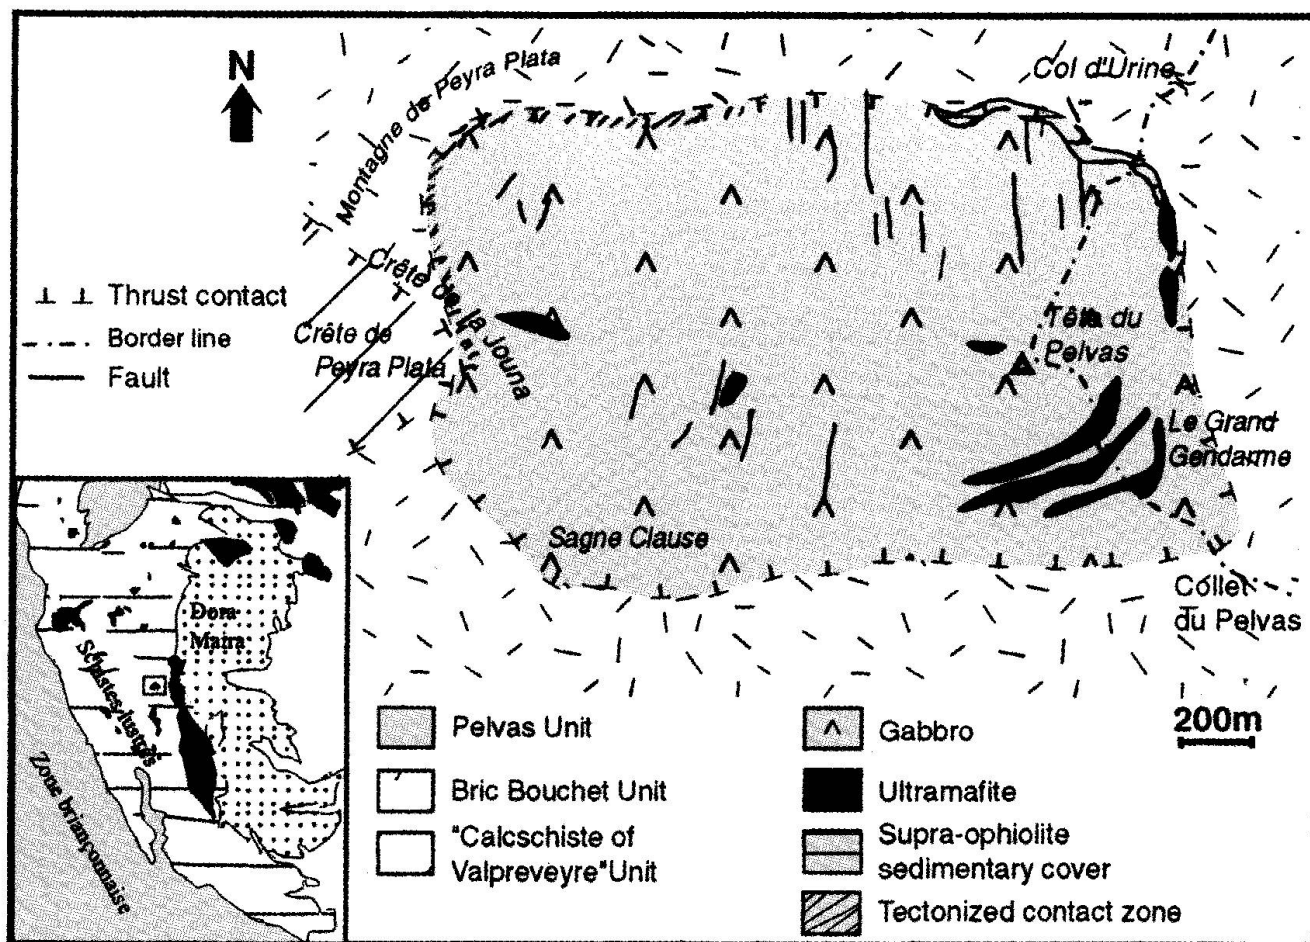 N
Montagne de Peyra Plata
Col d'Urine
Crête de la Jouna
Thrust contact
Border line
Fault
Crête de
Peyra Plata
Têta du
Pelvas
Le Grand
Gendarme
Sagne Clause
Collet
du Pelvas
Dora
Maira
Schistes lustrés
Zone briançonnaise
200m
Pelvas Unit
Bric Bouchet Unit
"Calcschiste of
Valpreveyre"Unit
Gabbro
Ultramafite
Supra-ophiolite
sedimentary cover
Tectonized contact zone